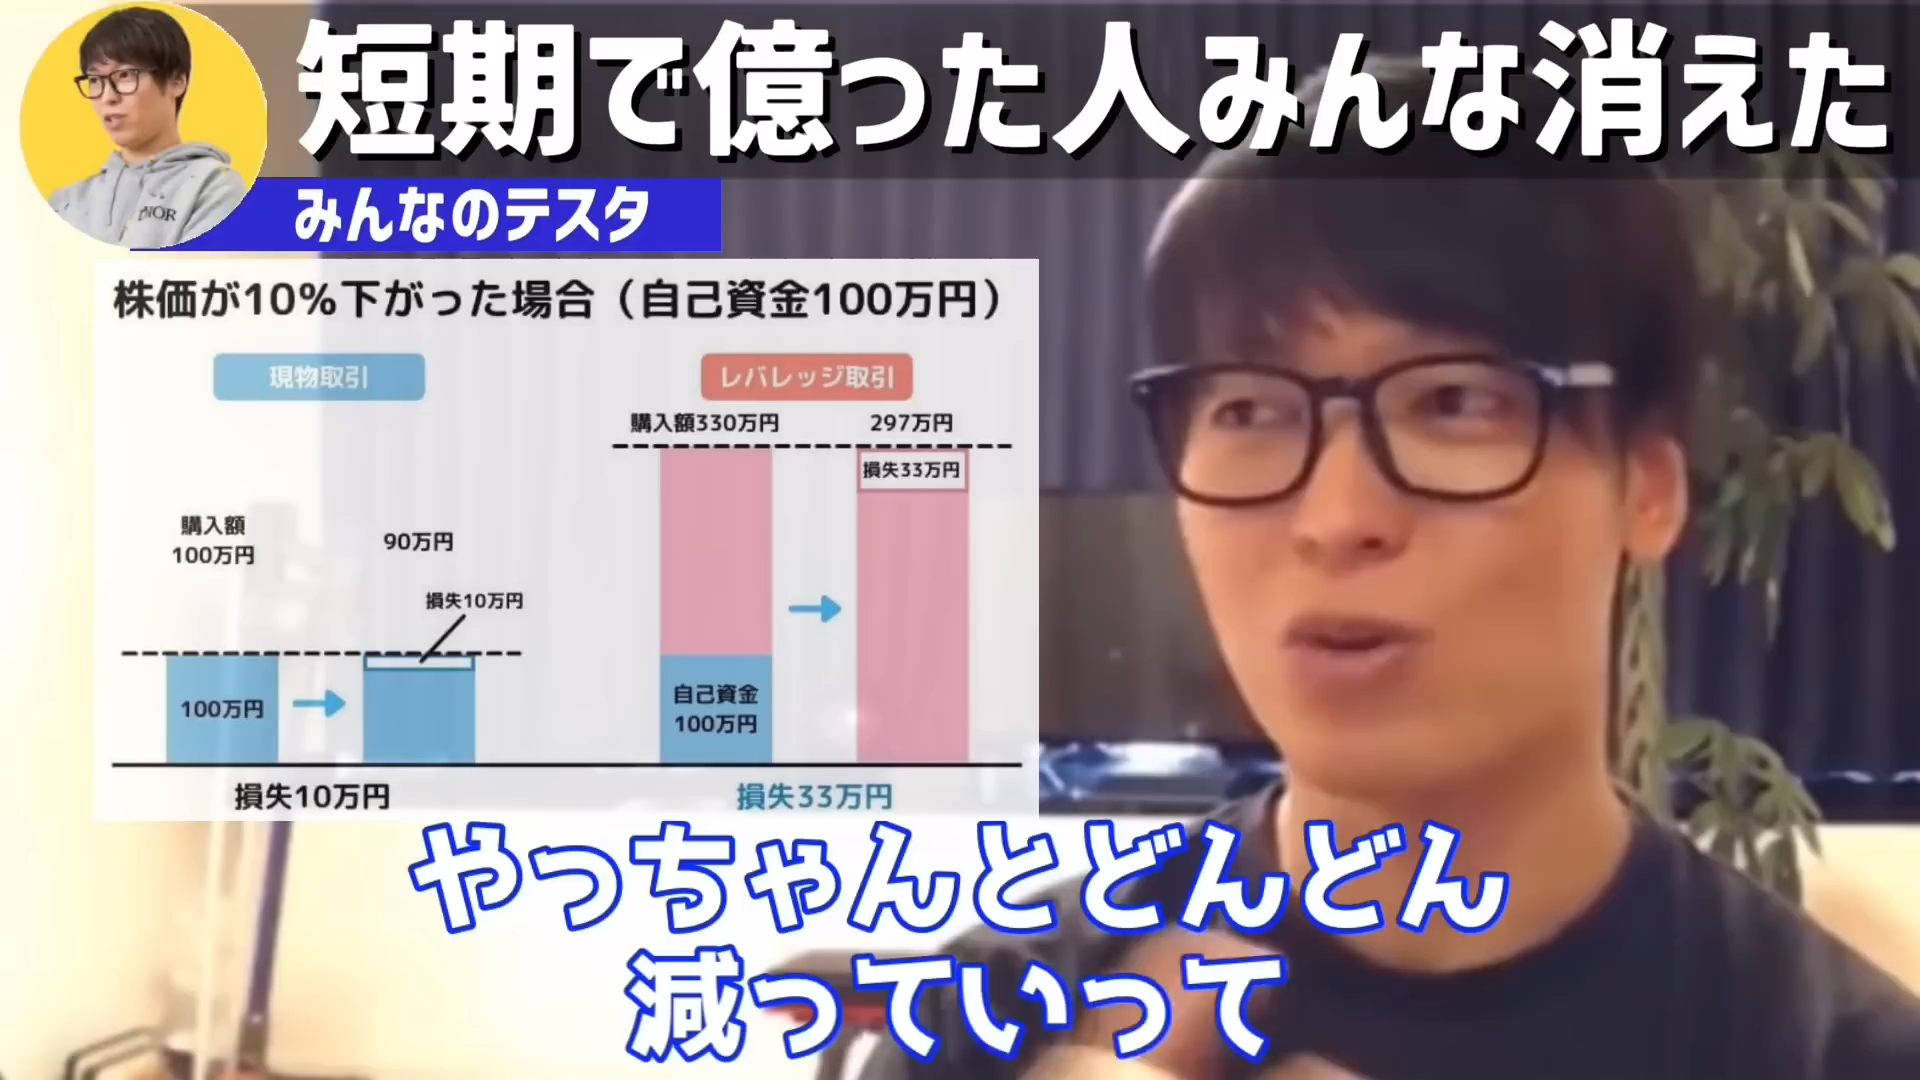 短期で億った人みんな消えた
みんなのテスタ
株価が10%下がった場合（自己資金100万円）
現物取引
レバレッジ取引
購入額330万円
297万円
損失33万円
購入額
100万円
90万円
損失10万円
100万円
自己資金
100万円
損失10万円
損失33万円
やっちゃんとどんどん
減っていって